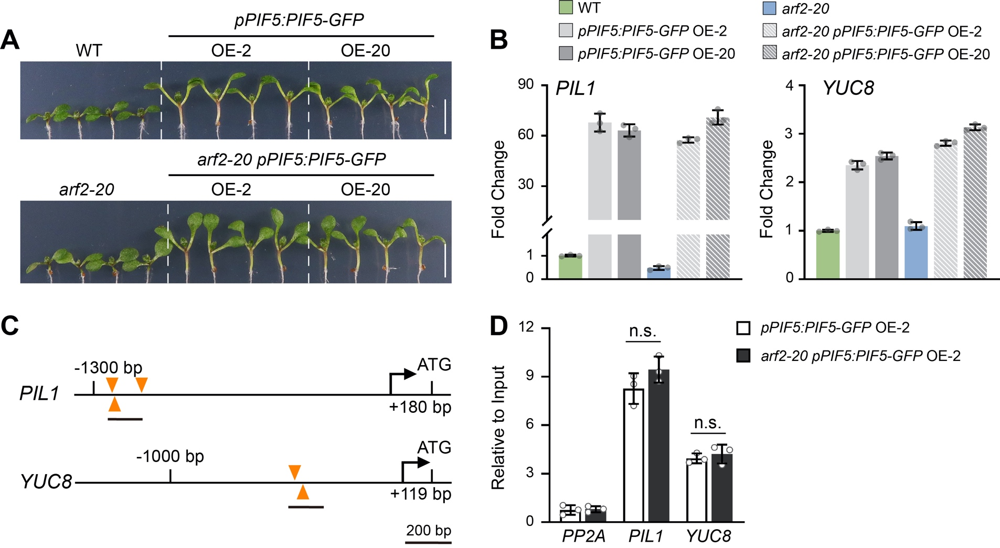 A
pPIF5:PIF5-GFP
WT OE-2 OE-20
arf2-20 pPIF5:PIF5-GFP
arf2-20 OE-2 OE-20
B
WT
pPIF5:PIF5-GFP OE-2
pPIF5:PIF5-GFP OE-20
arf2-20
arf2-20 pPIF5:PIF5-GFP OE-2
arf2-20 pPIF5:PIF5-GFP OE-20
PIL1
Fold Change
90
60
30
1
0
YUC8
Fold Change
4
3
2
1
0
C
-1300 bp
ATG
PIL1
+180 bp
-1000 bp
ATG
YUC8
+119 bp
200 bp
D
pPIF5:PIF5-GFP OE-2
arf2-20 pPIF5:PIF5-GFP OE-2
Relative to Input
12
9
6
3
0
n.s.
n.s.
PP2A PIL1 YUC8